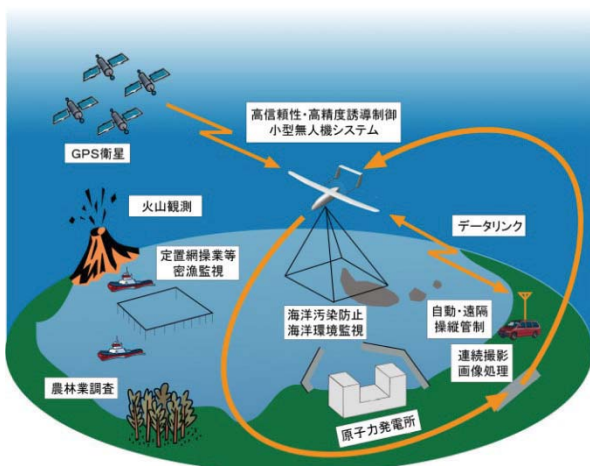 高信頼性・高精度誘導制御
小型無人機システム
GPS衛星
火山観測
データリンク
定置網操業等
密漁監視
海洋汚染防止
海洋環境監視
自動・遠隔
操縦管制
連続撮影
画像処理
農林業調査
原子力発電所